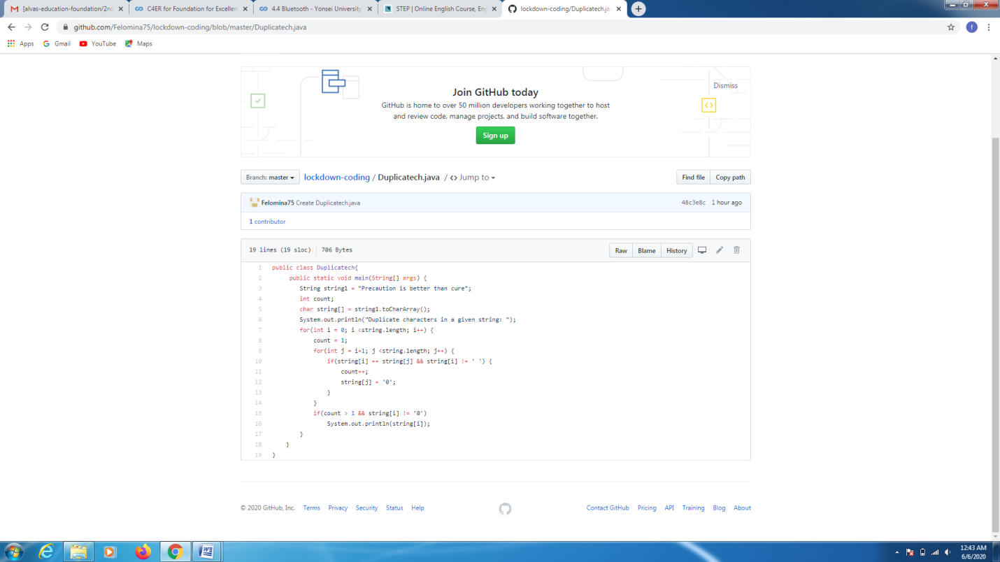 [alvas-education-foundation/2nd
C4ER for Foundation for Excellen
4.4 Bluetooth - Yonsei University
STEP | Online English Course, Eng
lockdown-coding/Duplicatech.jav
github.com/Felomina75/lockdown-coding/blob/master/Duplicatech.java
f
Apps Gmail YouTube Maps
Dismiss
Join GitHub today
GitHub is home to over 50 million developers working together to host
and review code, manage projects, and build software together.
Sign up
Branch: master lockdown-coding / Duplicatech.java / <> Jump to Find file Copy path
Felomina75 Create Duplicatech.java 48c3e8c 1 hour ago
1 contributor
19 lines (19 sloc) 706 Bytes Raw Blame History
1 public class Duplicatech{
2 public static void main(String[] args) {
3 String string1 = "Precaution is better than cure";
4 int count;
5 char string[] = string1.toCharArray();
6 System.out.println("Duplicate characters in a given string: ");
7 for(int i = 0; i <string.length; i++) {
8 count = 1;
9 for(int j = i+1; j <string.length; j++) {
10 if(string[i] == string[j] && string[i] != ' ') {
11 count++;
12 string[j] = '0';
13 }
14 }
15 if(count > 1 && string[i] != '0')
16 System.out.println(string[i]);
17 }
18 }
19 }
© 2020 GitHub, Inc. Terms Privacy Security Status Help Contact GitHub Pricing API Training Blog About
12:43 AM
6/6/2020